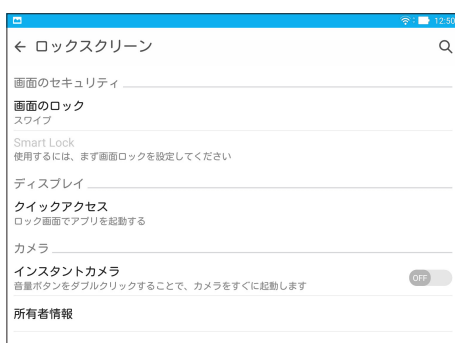 12:50
← ロックスクリーン
画面のセキュリティ
画面のロック
スワイプ
Smart Lock
使用するには、まず画面ロックを設定してください
ディスプレイ
クイックアクセス
ロック画面でアプリを起動する
カメラ
インスタントカメラ
音量ボタンをダブルクリックすることで、カメラをすぐに起動します
OFF
所有者情報